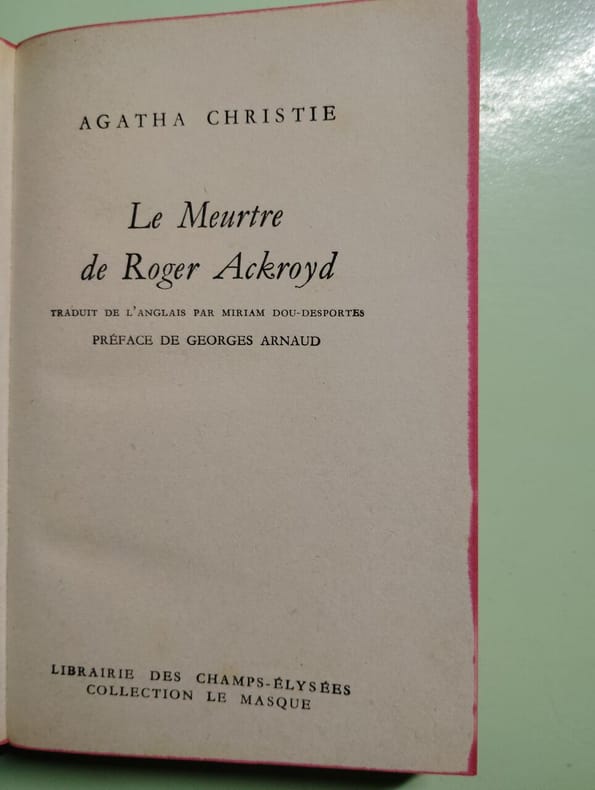 AGATHA CHRISTIE
Le Meurtre
de Roger Ackroyd
TRADUIT DE L'ANGLAIS PAR MIRIAM DOU-DESPORTES
PRÉFACE DE GEORGES ARNAUD
LIBRAIRIE DES CHAMPS-ÉLYSÉES
COLLECTION LE MASQUE